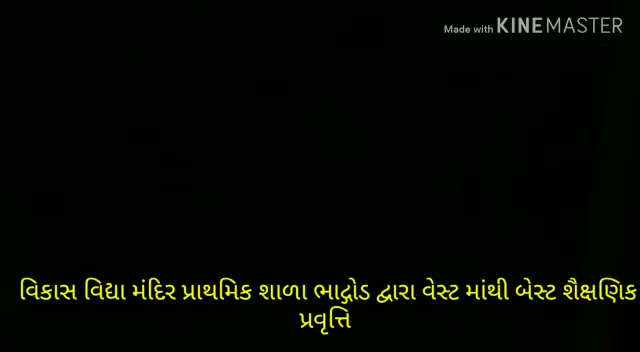 Made with KINEMASTER
વિકાસ વિદ્યા મંદિર પ્રાથમિક શાળા ભાદ્રોડ દ્વારા વેસ્ટ માંથી બેસ્ટ શૈક્ષણિક
પ્રવૃત્તિ